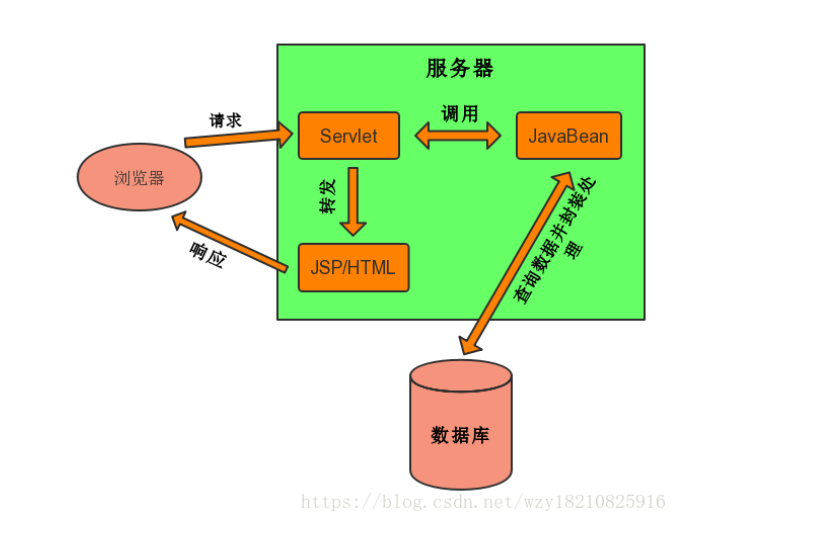 服务器
请求
Servlet
调用
JavaBean
浏览器
转发
响应
JSP/HTML
查询数据并封装处
理
数据库
https://blog.csdn.net/wzy18210825916